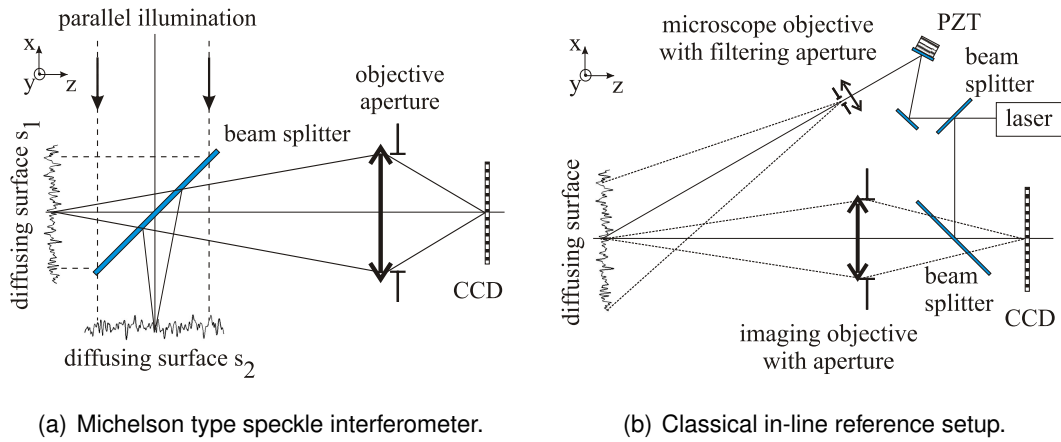 parallel illumination
x
y
z
objective
aperture
beam splitter
diffusing surface s1
CCD
diffusing surface s2
(a) Michelson type speckle interferometer.
x
y
z
microscope objective
with filtering aperture
PZT
beam
splitter
laser
diffusing surface
beam
splitter
CCD
imaging objective
with aperture
(b) Classical in-line reference setup.